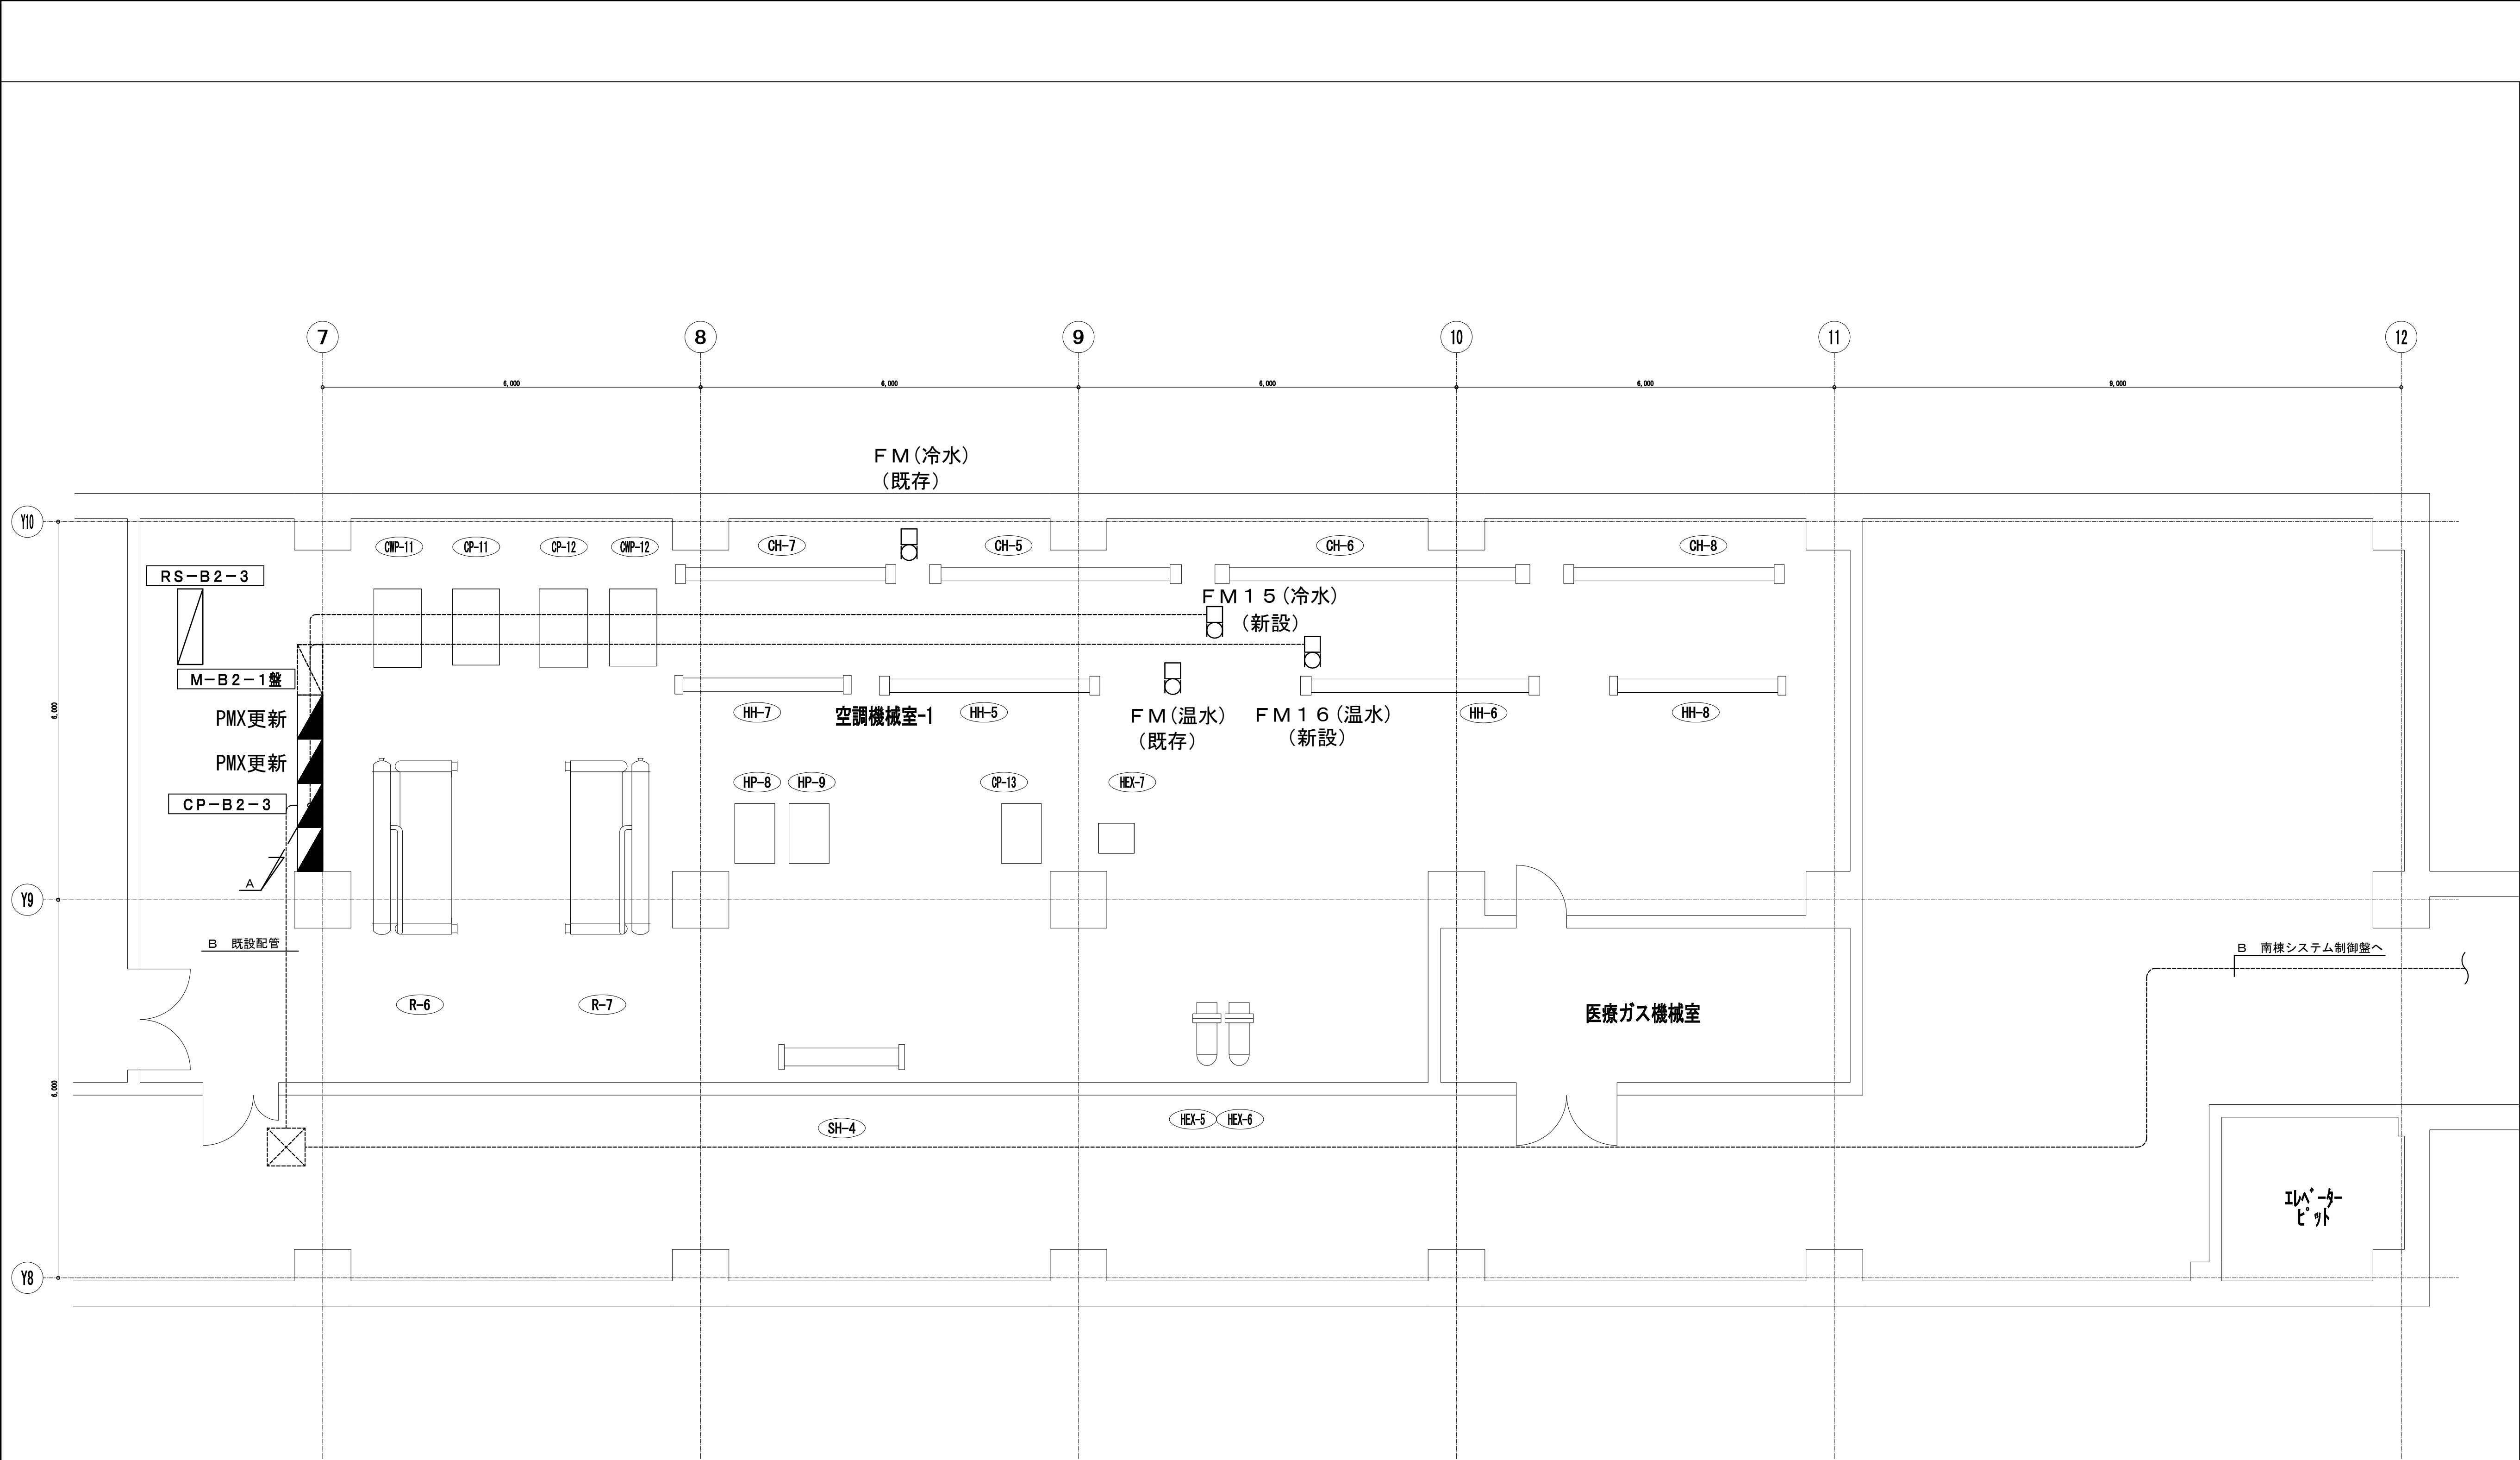 7
8
9
10
11
12
6,000
6,000
6,000
6,000
9,000
ＦＭ(冷水)
(既存)
Y10
CWP-11
CP-11
CP-12
CWP-12
CH-7
CH-5
CH-6
CH-8
ＲＳ－Ｂ２－３
ＦＭ１５(冷水)
(新設)
Ｍ－Ｂ２－１盤
6,000
PMX更新
HH-7
空調機械室-1
HH-5
ＦＭ(温水)
(既存)
ＦＭ１６(温水)
(新設)
HH-6
HH-8
PMX更新
HP-8
HP-9
CP-13
HEX-7
ＣＰ－Ｂ２－３
Ａ
Y9
Ｂ　既設配管
Ｂ　南棟システム制御盤へ
R-6
R-7
医療ガス機械室
6,000
SH-4
HEX-5
HEX-6
ｴﾚﾍﾞｰﾀｰ
ﾋﾟｯﾄ
Y8